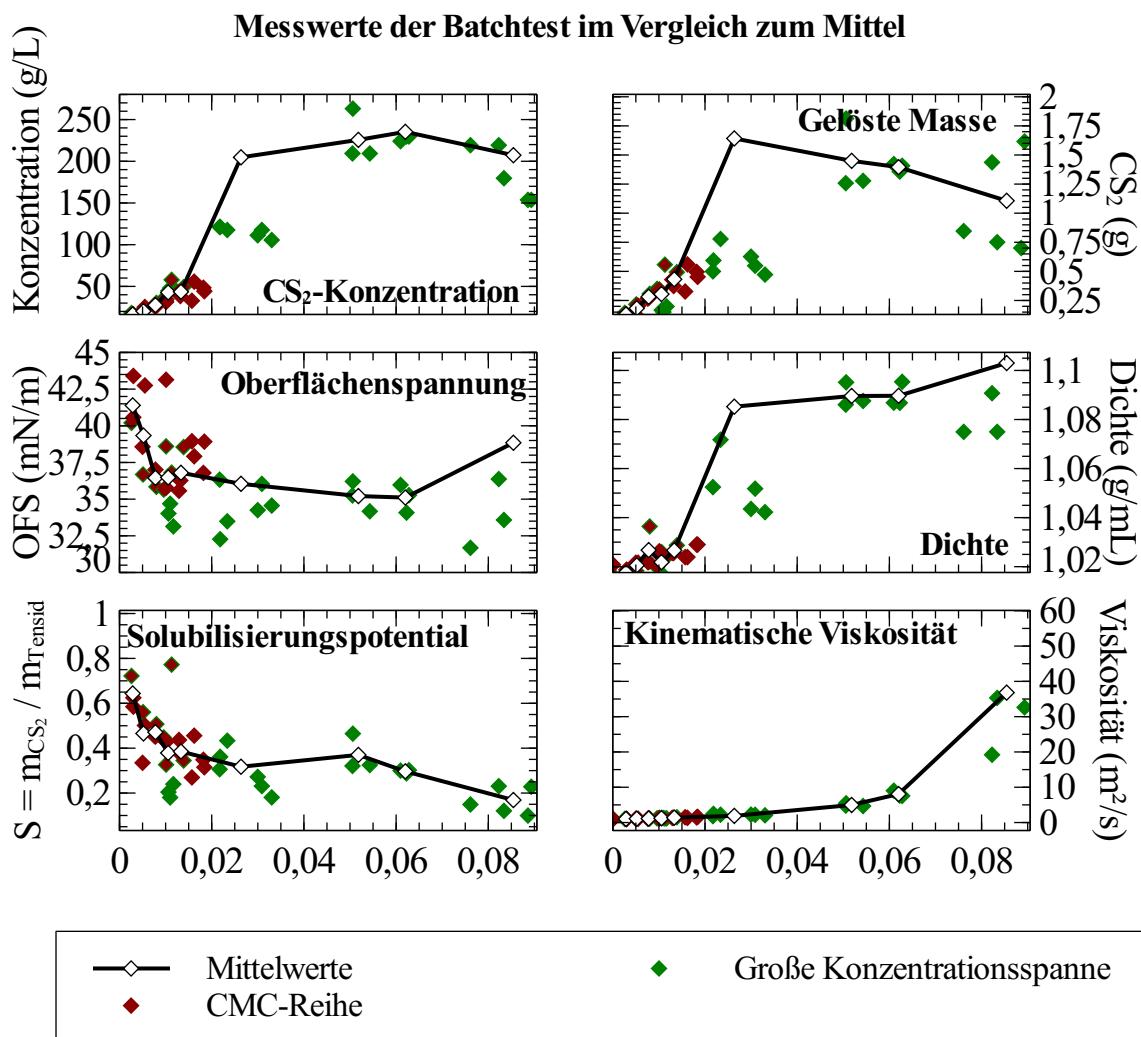 Messwerte der Batchtest im Vergleich zum Mittel
Konzentration (g/L)
250
200
150
100
50
CS₂-Konzentration
Gelöste Masse
2
1,75
1,5
1,25
1
0,75
0,5
0,25
CS₂ (g)
OFS (mN/m)
45
42,5
40
37,5
35
32,5
30
Oberflächenspannung
Dichte
1,1
1,08
1,06
1,04
1,02
Dichte (g/mL)
S = m_CS₂ / m_Tensid
1
0,8
0,6
0,4
0,2
Solubilisierungspotential
0 0,02 0,04 0,06 0,08
Kinematische Viskosität
60
50
40
30
20
10
0
Viskosität (m²/s)
0 0,02 0,04 0,06 0,08
Mittelwerte
CMC-Reihe
Große Konzentrationsspanne